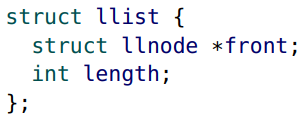 struct llist {
  struct llnode *front;
  int length;
};